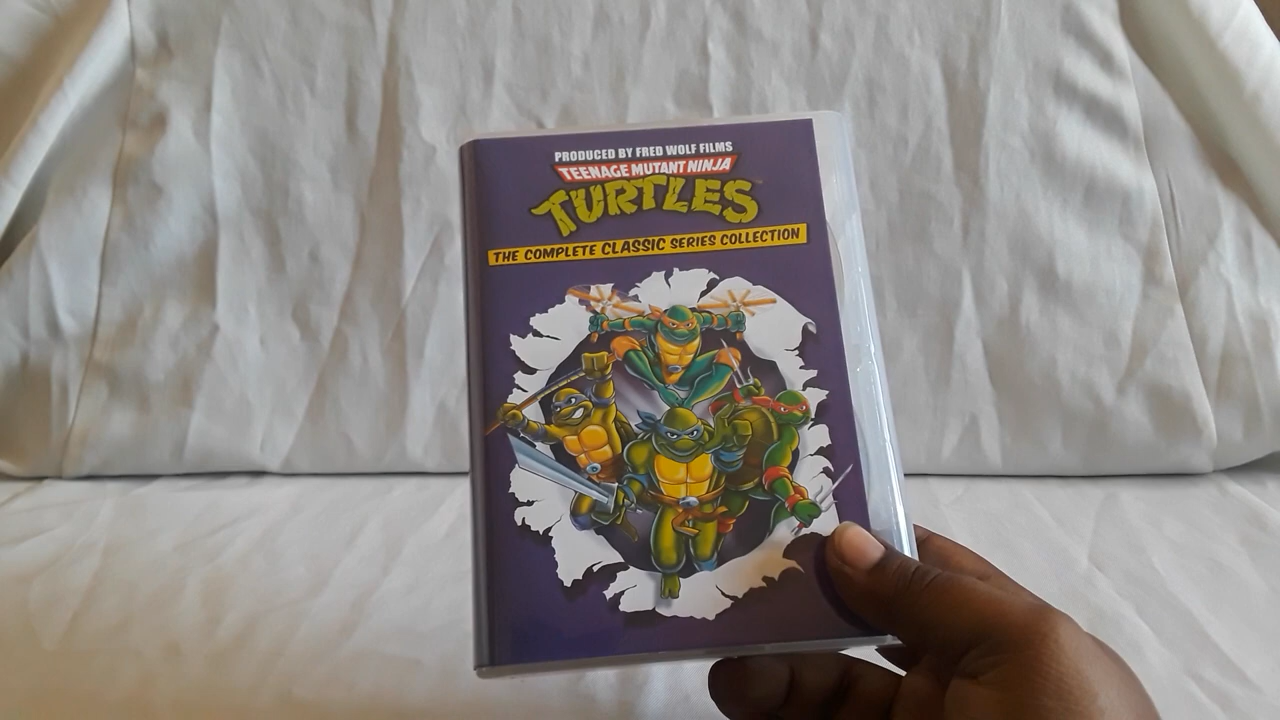 PRODUCED BY FRED WOLF FILMS
TEENAGE MUTANT NINJA
TURTLES
THE COMPLETE CLASSIC SERIES COLLECTION